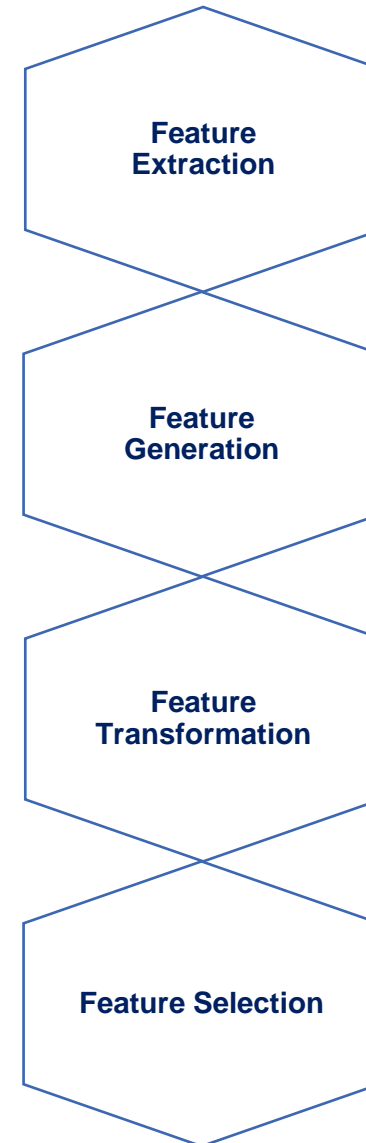 Feature
Extraction
Feature
Generation
Feature
Transformation
Feature Selection